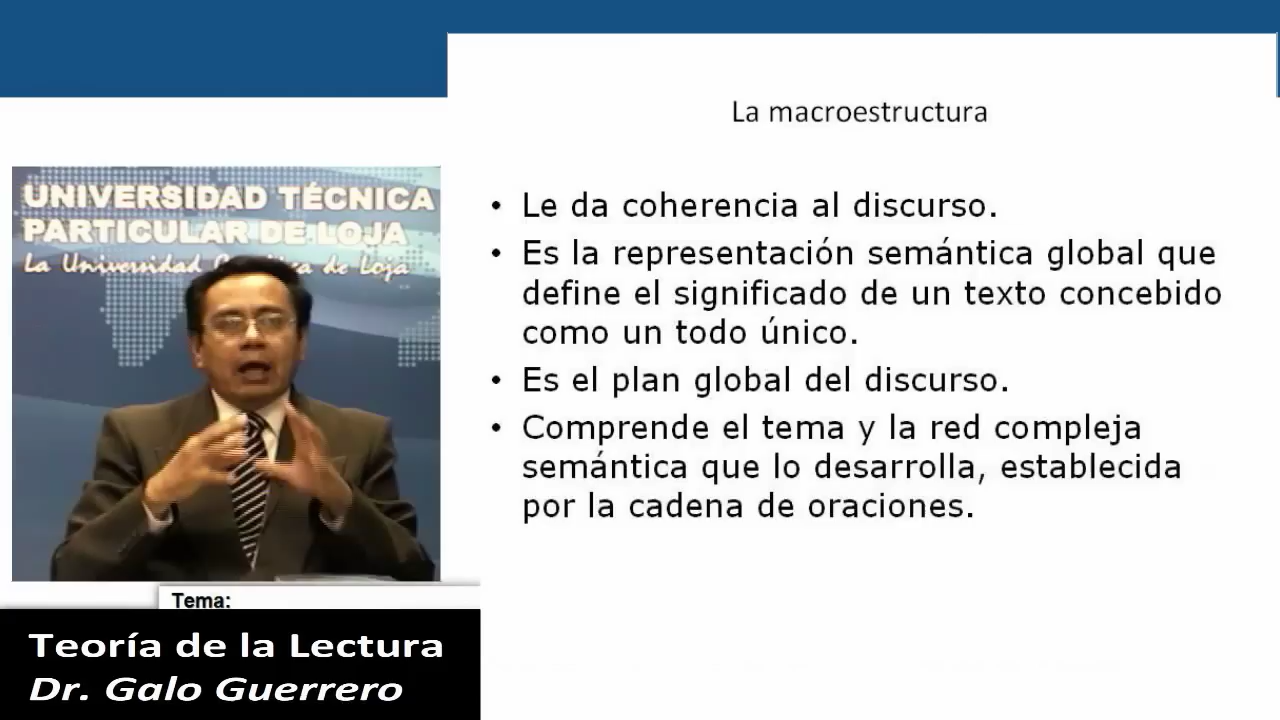 La macroestructura
UNIVERSIDAD TÉCNICA
PARTICULAR DE LOJA
La Universidad Católica de Loja
• Le da coherencia al discurso.
• Es la representación semántica global que
define el significado de un texto concebido
como un todo único.
• Es el plan global del discurso.
• Comprende el tema y la red compleja
semántica que lo desarrolla, establecida
por la cadena de oraciones.
Tema:
Teoría de la Lectura
Dr. Galo Guerrero